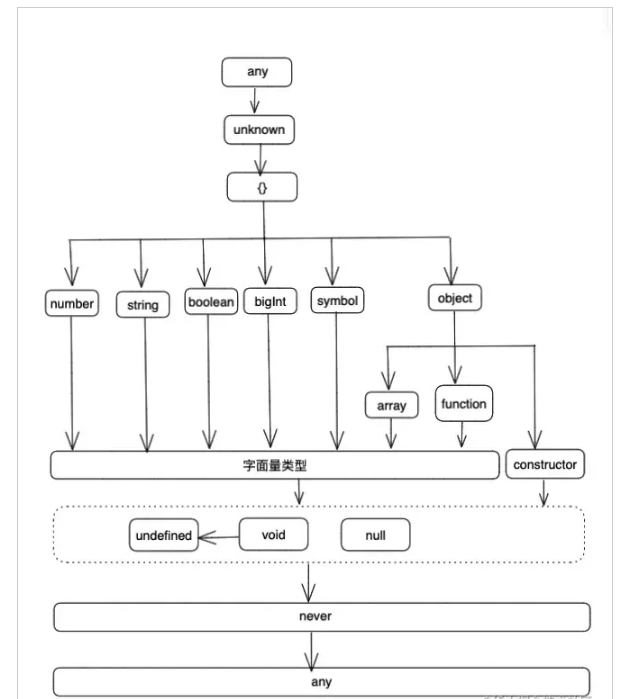 any
unknown
{}
number string boolean bigInt symbol object
array function
字面量类型 constructor
undefined void null
never
any